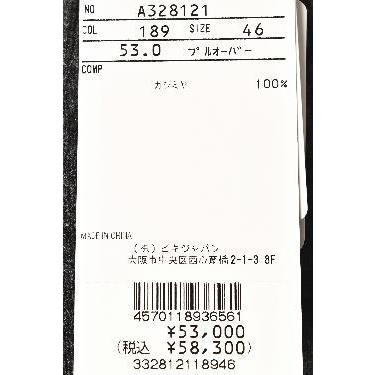 NO A328121
COL 189 SIZE 46
53.0 プルオーバー
COMP
カシミヤ 100%
MADE IN CHINA
(株)ビギジャパン
大阪市中央区西心斎橋2-1-3 8F
4570118936561
¥53,000
(税込 ¥58,300)
332812118946